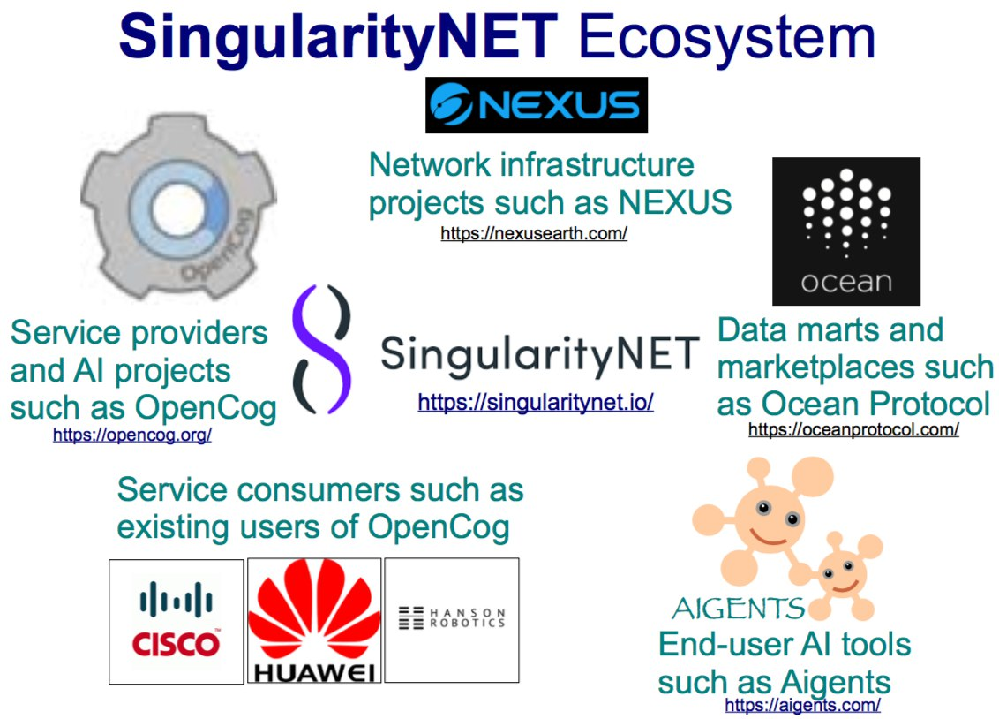 SingularityNET Ecosystem
NEXUS
Network infrastructure
projects such as NEXUS
https://nexusearth.com/
OpenCog
Service providers
and AI projects
such as OpenCog
https://opencog.org/
SingularityNET
https://singularitynet.io/
ocean
Data marts and
marketplaces such
as Ocean Protocol
https://oceanprotocol.com/
Service consumers such as
existing users of OpenCog
CISCO™
HUAWEI
HANSON
ROBOTICS
AIGENTS
End-user AI tools
such as Aigents
https://aigents.com/